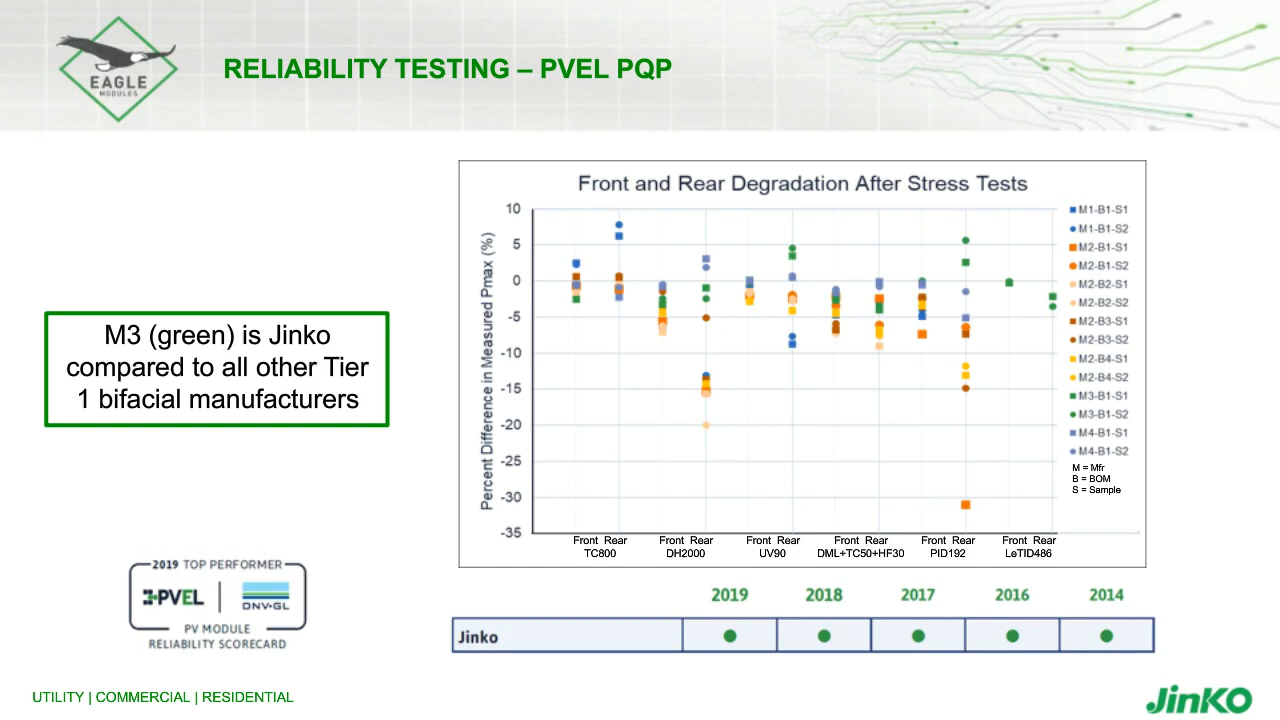 EAGLE
MODULES
RELIABILITY TESTING – PVEL PQP
M3 (green) is Jinko
compared to all other Tier
1 bifacial manufacturers
Front and Rear Degradation After Stress Tests
Percent Difference in Measured Pmax (%)
10
5
0
-5
-10
-15
-20
-25
-30
-35
Front Rear
TC800
Front Rear
DH2000
Front Rear
UV90
Front Rear
DML+TC50+HF30
Front Rear
PID192
Front Rear
LeTID486
M1-B1-S1
M1-B1-S2
M2-B1-S1
M2-B1-S2
M2-B2-S1
M2-B2-S2
M2-B3-S1
M2-B3-S2
M2-B4-S1
M2-B4-S2
M3-B1-S1
M3-B1-S2
M4-B1-S1
M4-B1-S2
M = Mfr
B = BOM
S = Sample
2019 TOP PERFORMER
PVEL | DNV·GL
PV MODULE
RELIABILITY SCORECARD
2019 2018 2017 2016 2014
Jinko
UTILITY | COMMERCIAL | RESIDENTIAL
JinKO